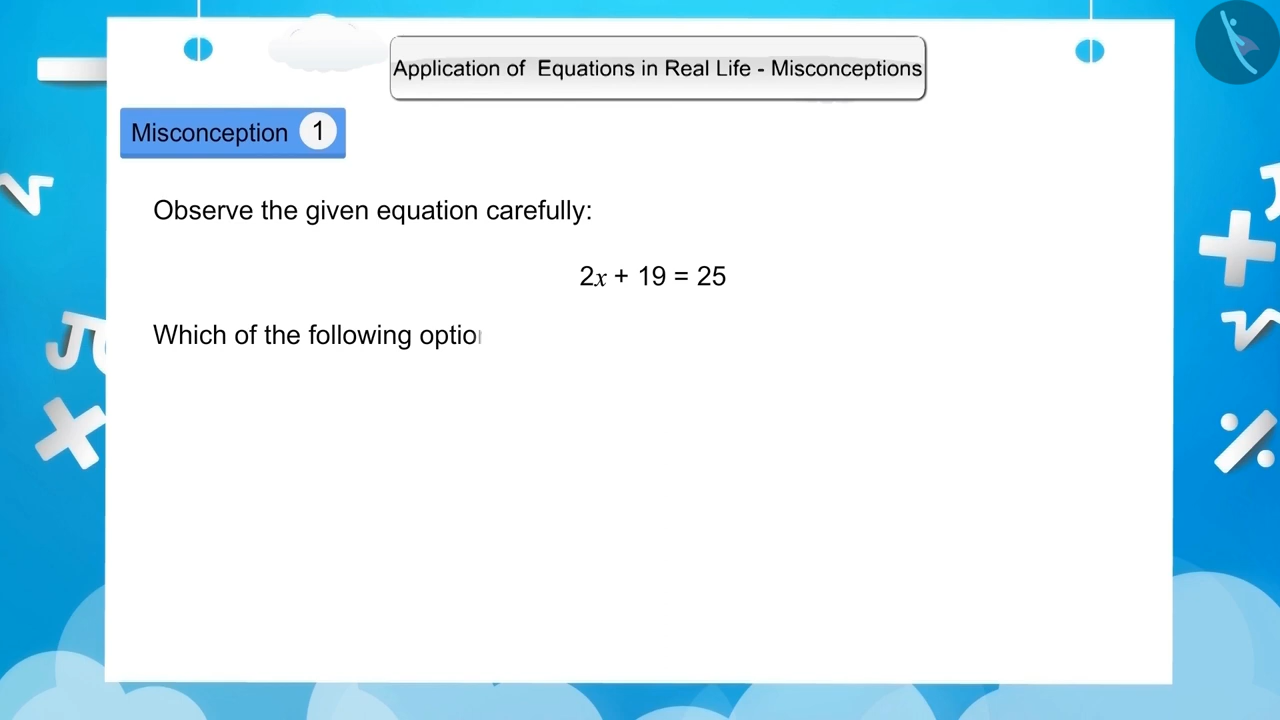 Application of Equations in Real Life - Misconceptions
Misconception 1
Observe the given equation carefully:
2x + 19 = 25
Which of the following